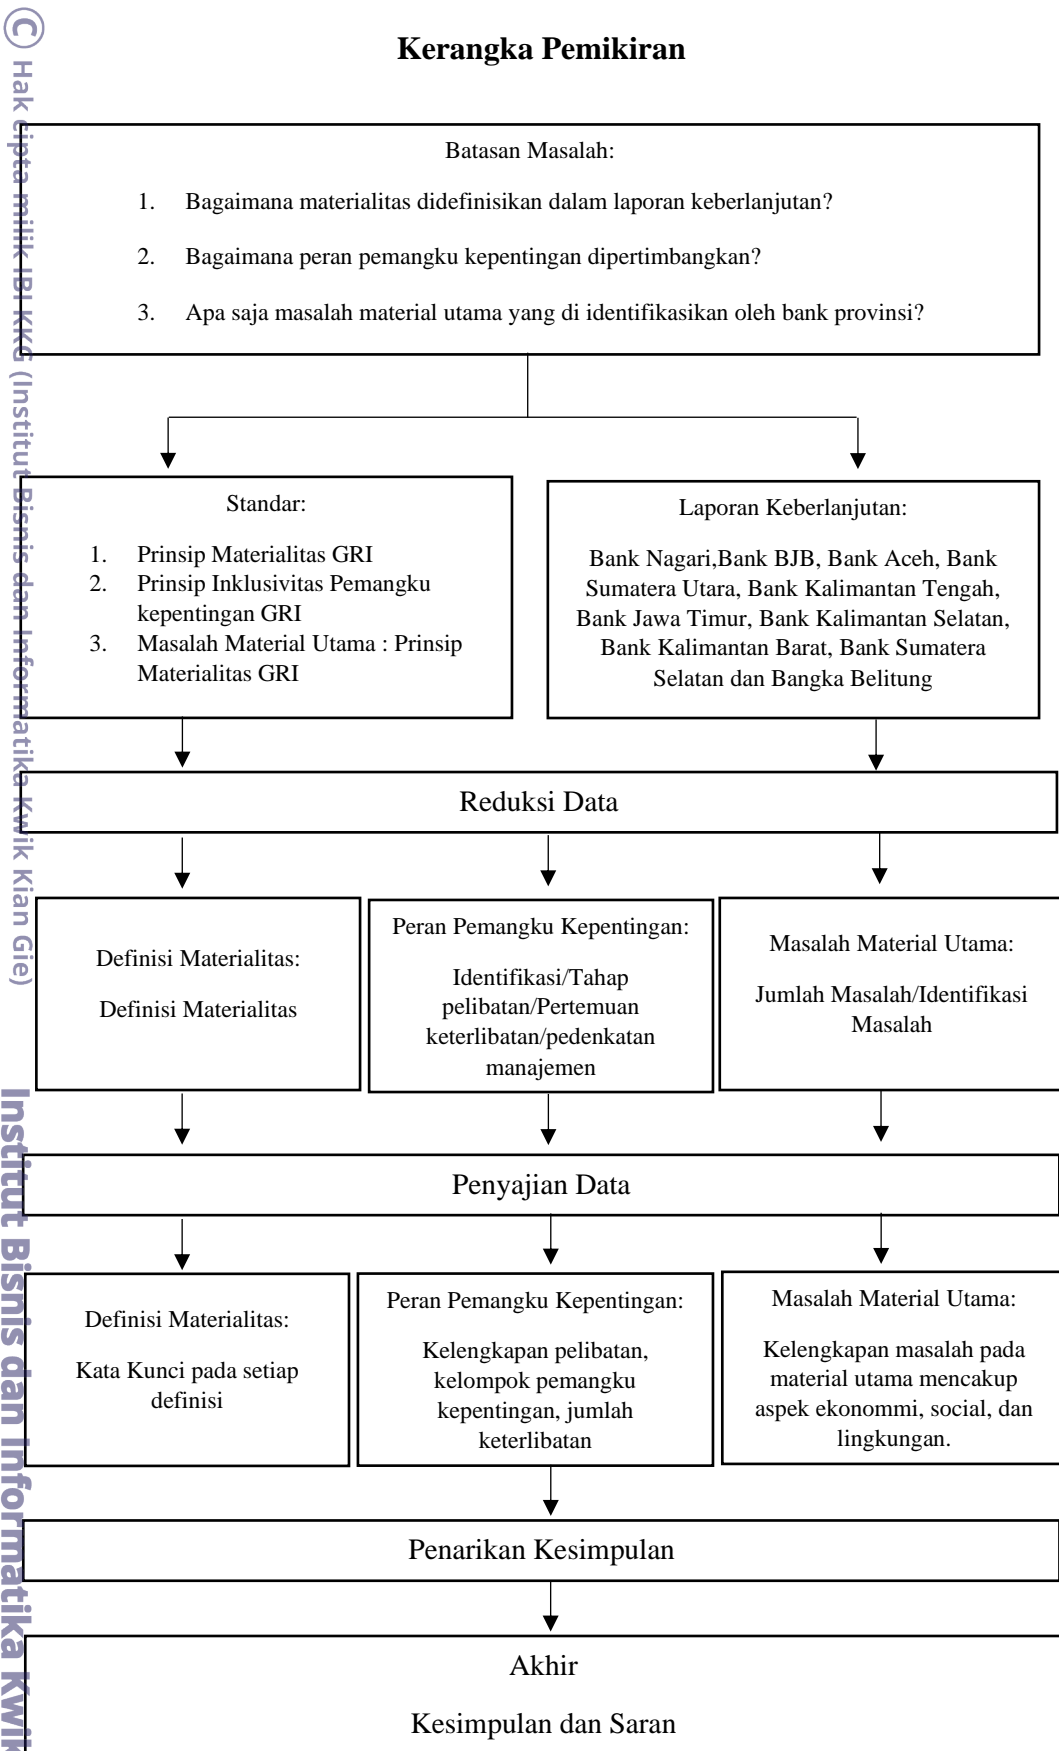 Kerangka Pemikiran
Batasan Masalah:
1. Bagaimana materialitas didefinisikan dalam laporan keberlanjutan?
2. Bagaimana peran pemangku kepentingan dipertimbangkan?
3. Apa saja masalah material utama yang di identifikasikan oleh bank provinsi?
Standar:
1. Prinsip Materialitas GRI
2. Prinsip Inklusivitas Pemangku
kepentingan GRI
3. Masalah Material Utama : Prinsip
Materialitas GRI
Laporan Keberlanjutan:
Bank Nagari,Bank BJB, Bank Aceh, Bank
Sumatera Utara, Bank Kalimantan Tengah,
Bank Jawa Timur, Bank Kalimantan Selatan,
Bank Kalimantan Barat, Bank Sumatera
Selatan dan Bangka Belitung
Reduksi Data
Definisi Materialitas:
Definisi Materialitas
Peran Pemangku Kepentingan:
Identifikasi/Tahap
pelibatan/Pertemuan
keterlibatan/pedenkatan
manajemen
Masalah Material Utama:
Jumlah Masalah/Identifikasi
Masalah
Penyajian Data
Definisi Materialitas:
Kata Kunci pada setiap
definisi
Peran Pemangku Kepentingan:
Kelengkapan pelibatan,
kelompok pemangku
kepentingan, jumlah
keterlibatan
Masalah Material Utama:
Kelengkapan masalah pada
material utama mencakup
aspek ekonommi, social, dan
lingkungan.
Penarikan Kesimpulan
Akhir
Kesimpulan dan Saran
© Hak cipta milik IBI KKG (Institut Bisnis dan Informatika Kwik Kian Gie)
Institut Bisnis dan Informatika Kwik